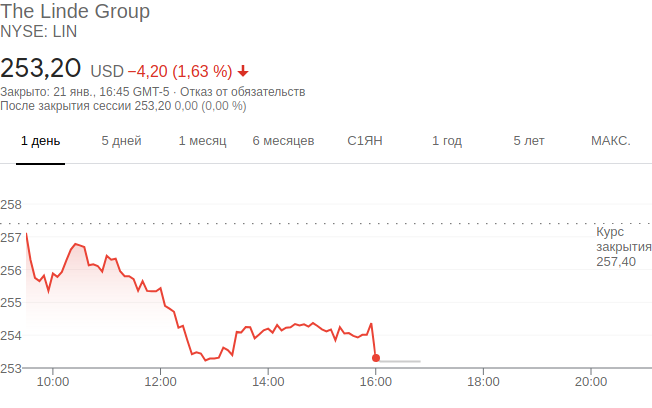 The Linde Group
NYSE: LIN
253,20 USD −4,20 (1,63 %)
Закрыто: 21 янв., 16:45 GMT-5 · Отказ от обязательств
После закрытия сессии 253,20 0,00 (0,00 %)
1 день 5 дней 1 месяц 6 месяцев С1ЯН 1 год 5 лет МАКС.
258
257
256
255
254
253
Курс
закрытия
257,40
10:00 12:00 14:00 16:00 18:00 20:00